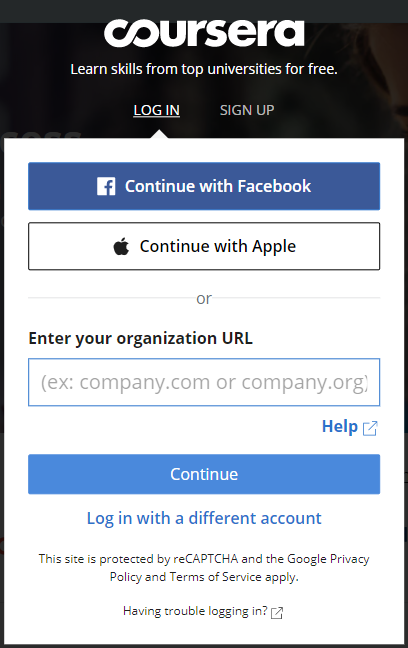 coursera
Learn skills from top universities for free.
LOG IN SIGN UP
Continue with Facebook
Continue with Apple
or
Enter your organization URL
(ex: company.com or company.org)
Help
Continue
Log in with a different account
This site is protected by reCAPTCHA and the Google Privacy
Policy and Terms of Service apply.
Having trouble logging in?